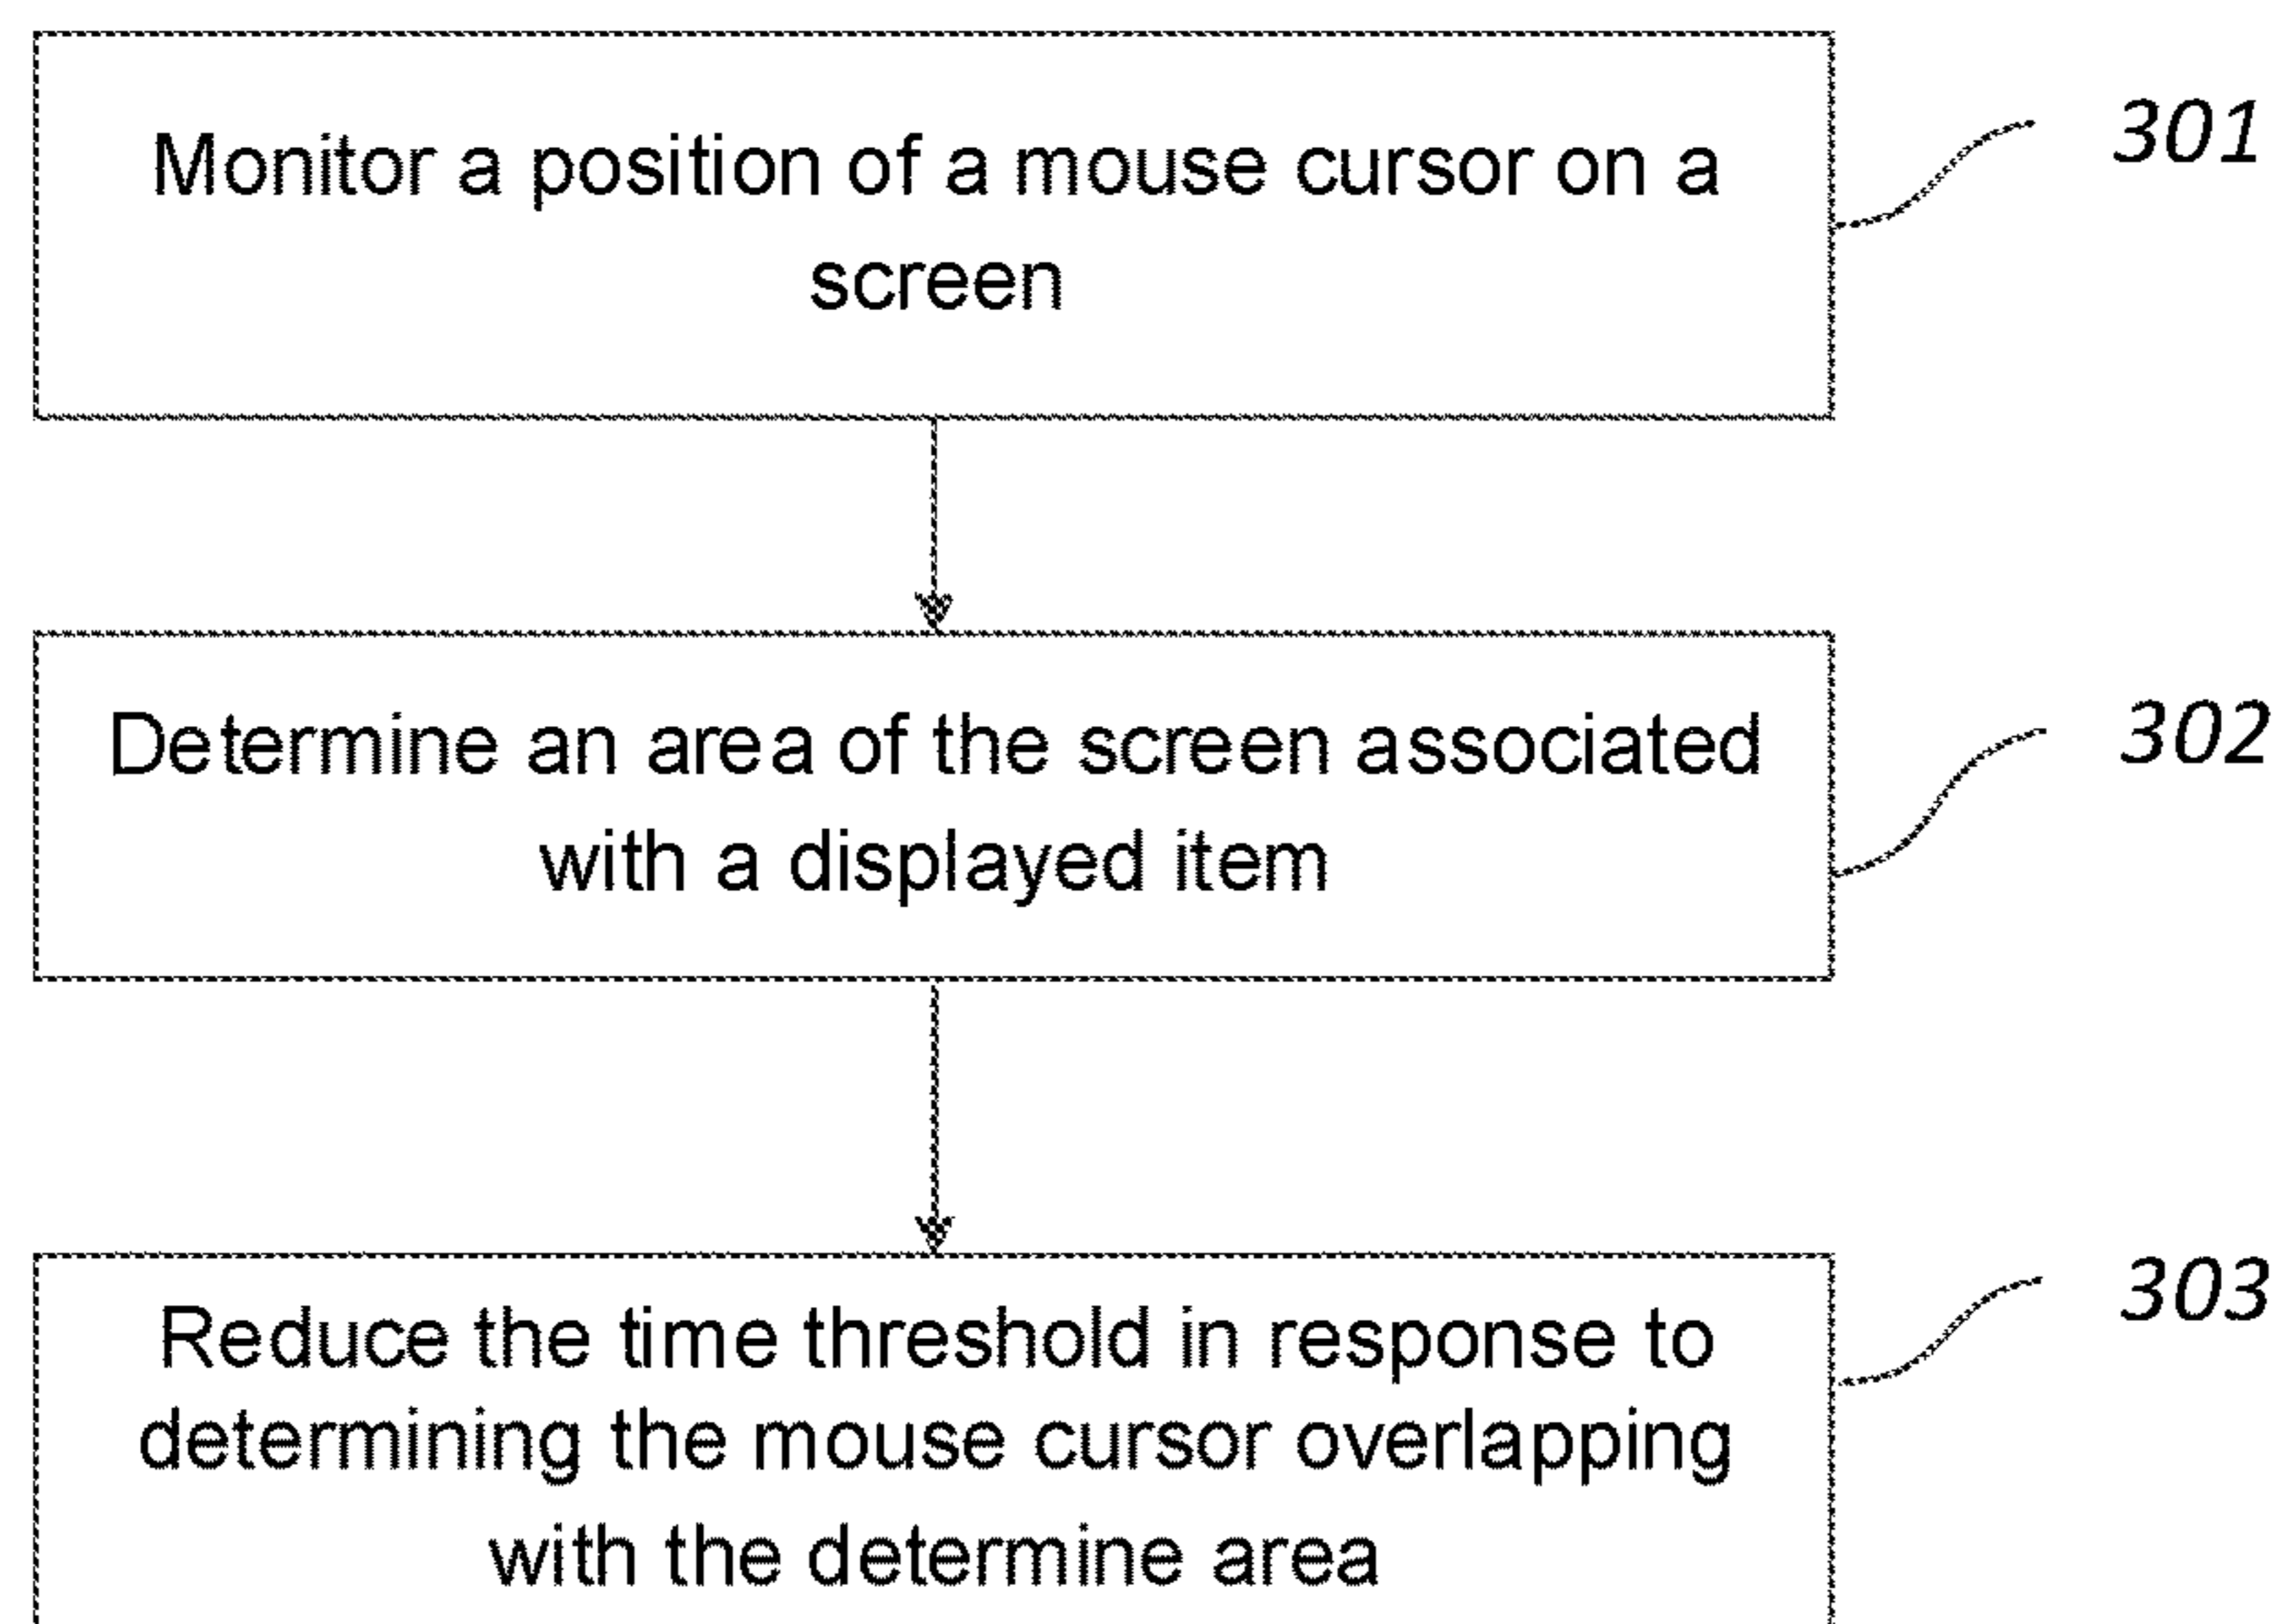 Monitor a position of a mouse cursor on a
screen
301
Determine an area of the screen associated
with a displayed item
302
Reduce the time threshold in response to
determining the mouse cursor overlapping
with the determine area
303